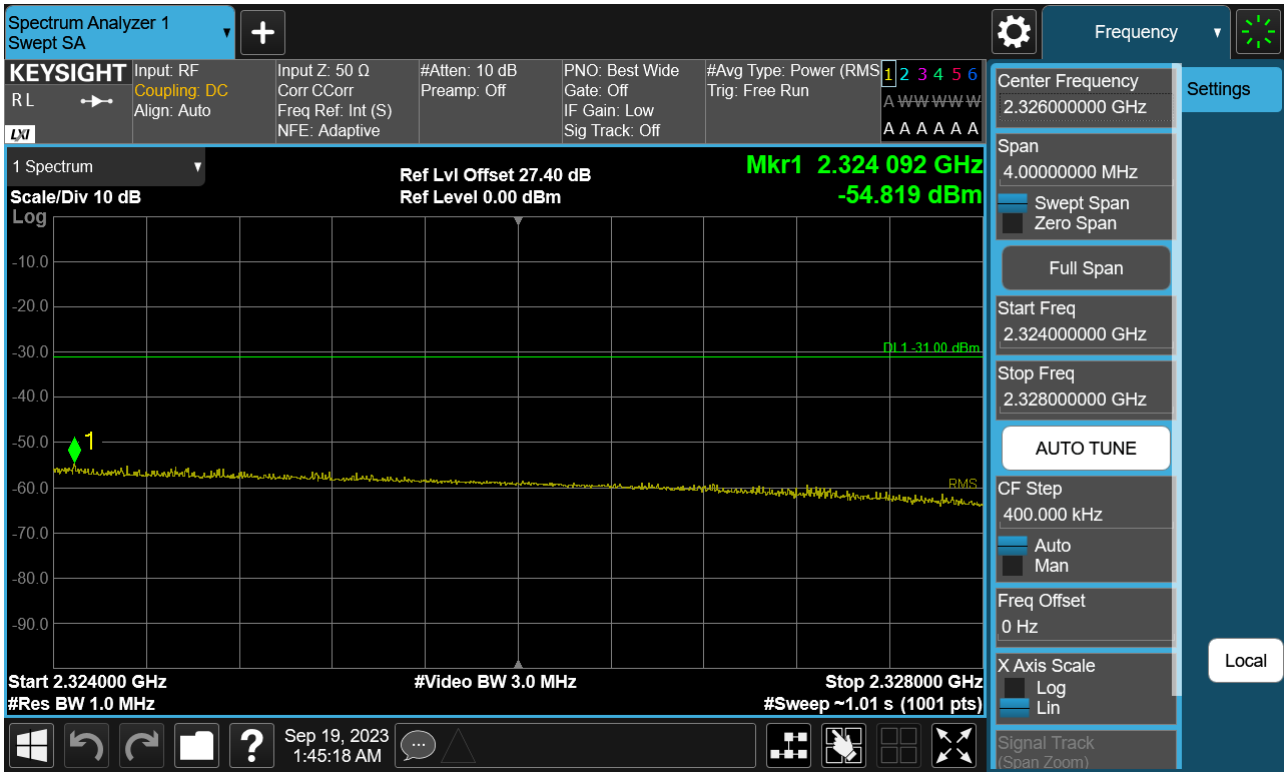 Spectrum Analyzer 1
Swept SA
Frequency
KEYSIGHT
R L
LXI
Input: RF
Coupling: DC
Align: Auto
Input Z: 50 Ω
Corr CCorr
Freq Ref: Int (S)
NFE: Adaptive
#Atten: 10 dB
Preamp: Off
PNO: Best Wide
Gate: Off
IF Gain: Low
Sig Track: Off
#Avg Type: Power (RMS
Trig: Free Run
1 2 3 4 5 6
A W W W W W
A A A A A A
1 Spectrum
Scale/Div 10 dB
Log
Ref Lvl Offset 27.40 dB
Ref Level 0.00 dBm
Mkr1 2.324 092 GHz
-54.819 dBm
-10.0
-20.0
-30.0
DL1 -31.00 dBm
-40.0
-50.0
1
-60.0
RMS
-70.0
-80.0
-90.0
Start 2.324000 GHz
#Res BW 1.0 MHz
#Video BW 3.0 MHz
Stop 2.328000 GHz
#Sweep ~1.01 s (1001 pts)
Center Frequency
2.326000000 GHz
Span
4.00000000 MHz
Swept Span
Zero Span
Full Span
Start Freq
2.324000000 GHz
Stop Freq
2.328000000 GHz
AUTO TUNE
CF Step
400.000 kHz
Auto
Man
Freq Offset
0 Hz
X Axis Scale
Log
Lin
Signal Track
(Span Zoom)
Settings
Local
?
Sep 19, 2023
1:45:18 AM